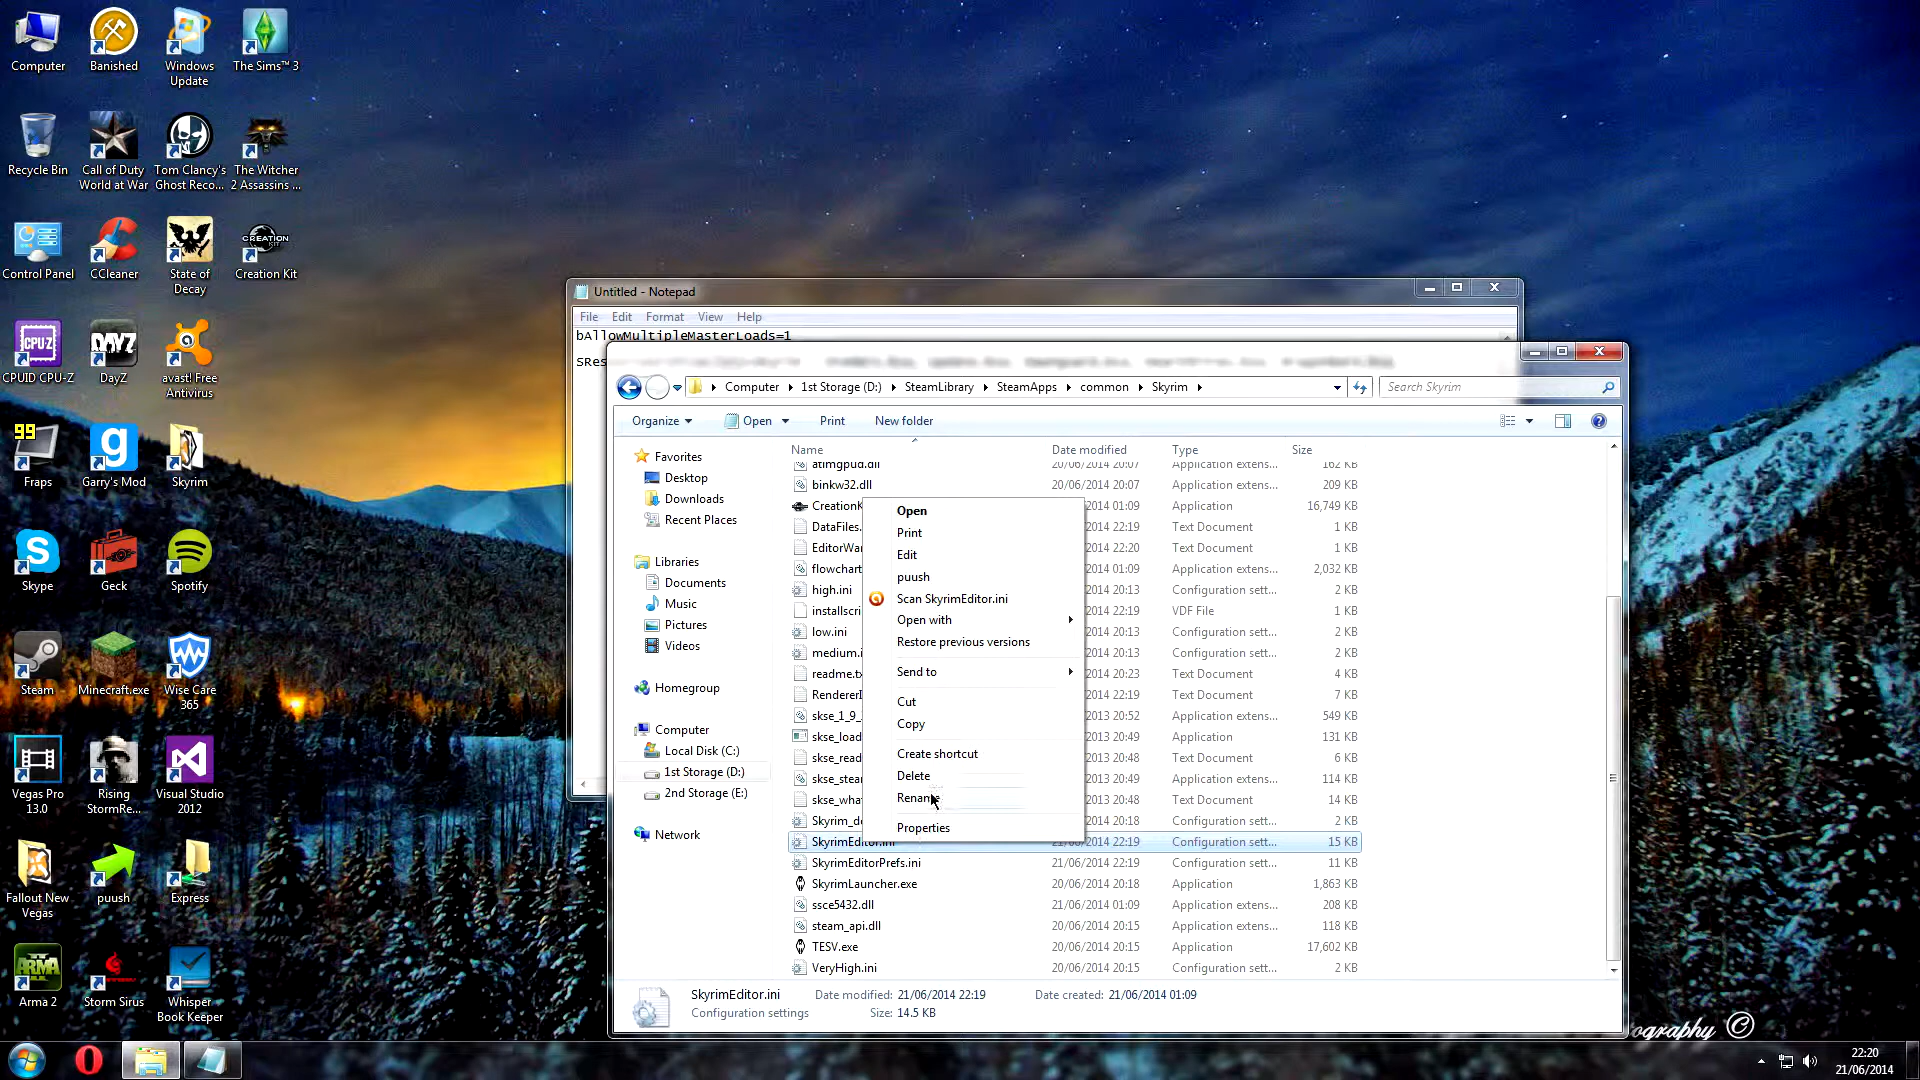 Computer
Banished
Windows Update
The Sims™ 3
Recycle Bin
Call of Duty World at War
Tom Clancy's Ghost Reco...
The Witcher 2 Assassins ...
Control Panel
CCleaner
State of Decay
CREATION
Creation Kit
CPU-Z
CPUID CPU-Z
DAYZ
DayZ
avast! Free Antivirus
99
Fraps
Garry's Mod
Skyrim
Skype
Geck
Spotify
Steam
Minecraft.exe
Wise Care 365
Vegas Pro 13.0
Rising StormRe...
Visual Studio 2012
Fallout New Vegas
puush
Express
ARMA
Arma 2
Storm Sirus
Whisper Book Keeper
Untitled - Notepad
File Edit Format View Help
bAllowMultipleMasterLoads=1
SRes
Computer 1st Storage (D:) SteamLibrary SteamApps common Skyrim
Search Skyrim
Organize Open Print New folder
Favorites
Desktop
Downloads
Recent Places
Libraries
Documents
Music
Pictures
Videos
Homegroup
Computer
Local Disk (C:)
1st Storage (D:)
2nd Storage (E:)
Network
Name Date modified Type Size
atimgpud.dll 20/06/2014 20:07 Application extens... 162 KB
binkw32.dll 20/06/2014 20:07 Application extens... 209 KB
CreationK 2014 01:09 Application 16,749 KB
DataFiles. 2014 22:19 Text Document 1 KB
EditorWar 2014 22:20 Text Document 1 KB
flowchart 2014 01:09 Application extens... 2,032 KB
high.ini 2014 20:13 Configuration sett... 2 KB
installscri 2014 22:19 VDF File 1 KB
low.ini 2014 20:13 Configuration sett... 2 KB
medium.i 2014 20:13 Configuration sett... 2 KB
readme.tx 2014 20:23 Text Document 4 KB
RendererI 2014 22:19 Text Document 7 KB
skse_1_9_ 2013 20:52 Application extens... 549 KB
skse_load 2013 20:49 Application 131 KB
skse_read 2013 20:48 Text Document 6 KB
skse_stear 2013 20:49 Application extens... 114 KB
skse_what 2013 20:48 Text Document 14 KB
Skyrim_de 2014 20:18 Configuration sett... 2 KB
SkyrimEditor.ini 21/06/2014 22:19 Configuration sett... 15 KB
SkyrimEditorPrefs.ini 21/06/2014 22:19 Configuration sett... 11 KB
SkyrimLauncher.exe 20/06/2014 20:18 Application 1,863 KB
ssce5432.dll 21/06/2014 01:09 Application extens... 208 KB
steam_api.dll 20/06/2014 20:15 Application extens... 118 KB
TESV.exe 20/06/2014 20:15 Application 17,602 KB
VeryHigh.ini 20/06/2014 20:15 Configuration sett... 2 KB
Open
Print
Edit
puush
Scan SkyrimEditor.ini
Open with
Restore previous versions
Send to
Cut
Copy
Create shortcut
Delete
Rename
Properties
SkyrimEditor.ini Date modified: 21/06/2014 22:19 Date created: 21/06/2014 01:09
Configuration settings Size: 14.5 KB
ography ©
22:20
21/06/2014